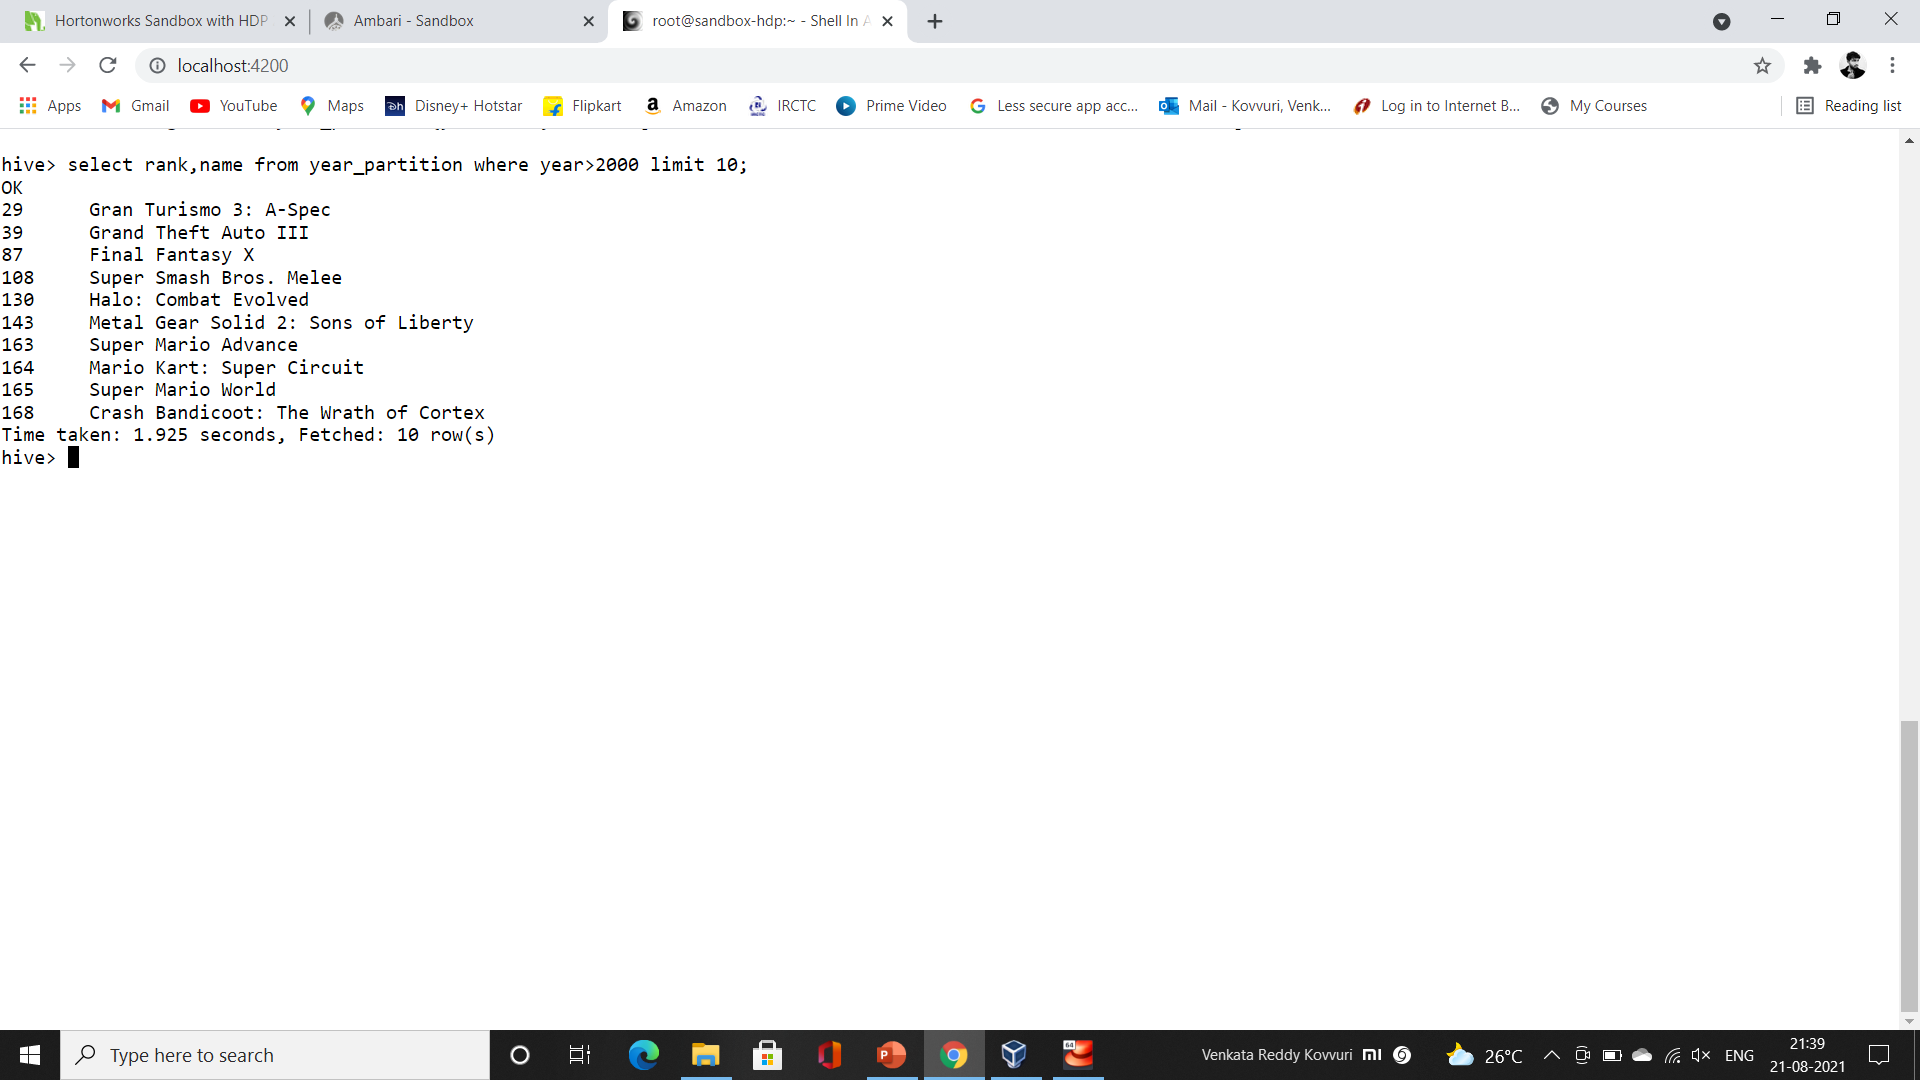 Hortonworks Sandbox with HDP
Ambari - Sandbox
root@sandbox-hdp:~ - Shell In A
localhost:4200
Apps
Gmail
YouTube
Maps
Disney+ Hotstar
Flipkart
Amazon
IRCTC
Prime Video
Less secure app acc...
Mail - Kovvuri, Venk...
Log in to Internet B...
My Courses
Reading list
hive> select rank,name from year_partition where year>2000 limit 10;
OK
29 Gran Turismo 3: A-Spec
39 Grand Theft Auto III
87 Final Fantasy X
108 Super Smash Bros. Melee
130 Halo: Combat Evolved
143 Metal Gear Solid 2: Sons of Liberty
163 Super Mario Advance
164 Mario Kart: Super Circuit
165 Super Mario World
168 Crash Bandicoot: The Wrath of Cortex
Time taken: 1.925 seconds, Fetched: 10 row(s)
hive>
Type here to search
Venkata Reddy Kovvuri
26°C
ENG
21:39
21-08-2021